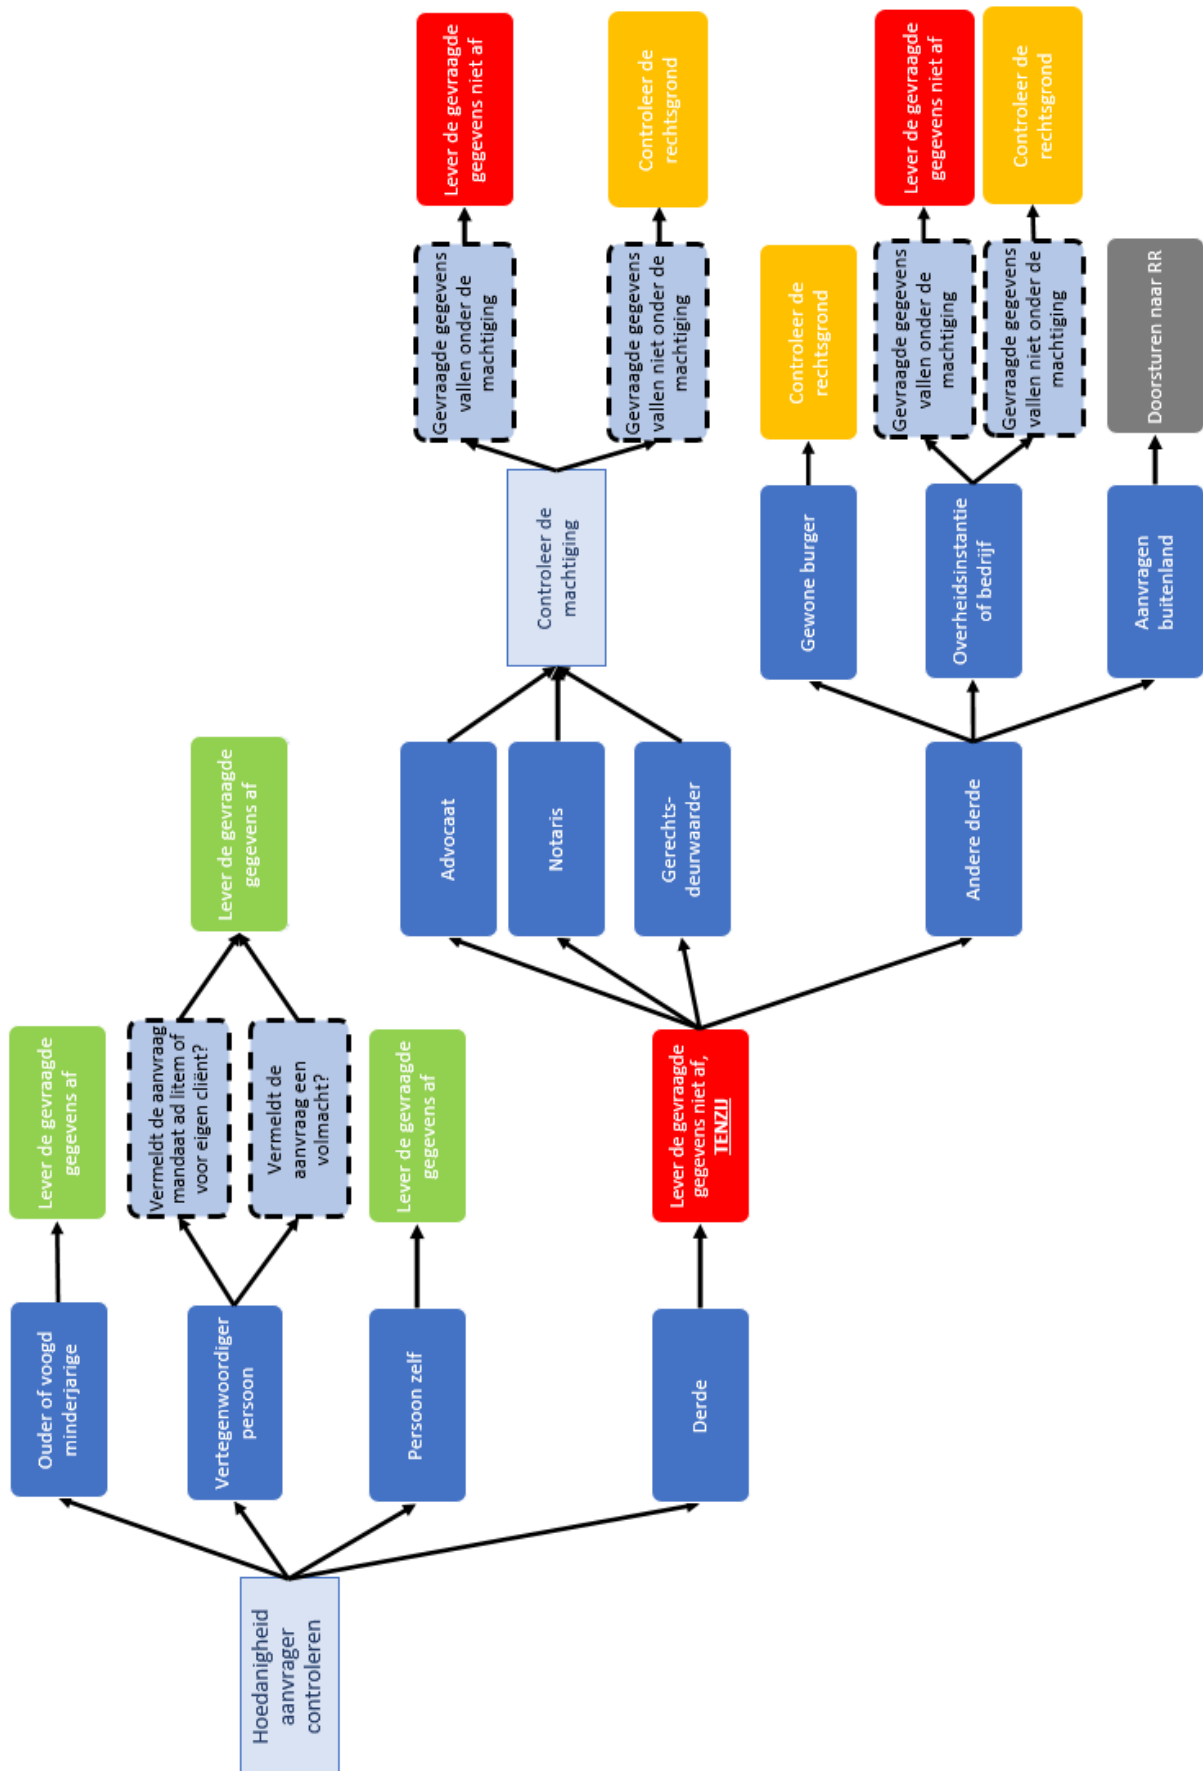 Hoedanigheid
aanvrager
controleren
Ouder of voogd
minderjarige
Lever de gevraagde
gegevens af
Vertegenwoordiger
persoon
Vermeldt de aanvraag
mandaat ad litem of
voor eigen cliënt?
Vermeldt de
aanvraag een
volmacht?
Lever de gevraagde
gegevens af
Persoon zelf
Lever de gevraagde
gegevens af
Derde
Lever de gevraagde
gegevens niet af,
TENZIJ
Advocaat
Notaris
Gerechts-
deurwaarder
Controleer de
machtiging
Gevraagde gegevens
vallen onder de
machtiging
Lever de gevraagde
gegevens niet af
Gevraagde gegevens
vallen niet onder de
machtiging
Controleer de
rechtsgrond
Andere derde
Gewone burger
Controleer de
rechtsgrond
Overheidsinstantie
of bedrijf
Gevraagde gegevens
vallen onder de
machtiging
Lever de gevraagde
gegevens niet af
Gevraagde gegevens
vallen niet onder de
machtiging
Controleer de
rechtsgrond
Aanvragen
buitenland
Doorsturen naar RR